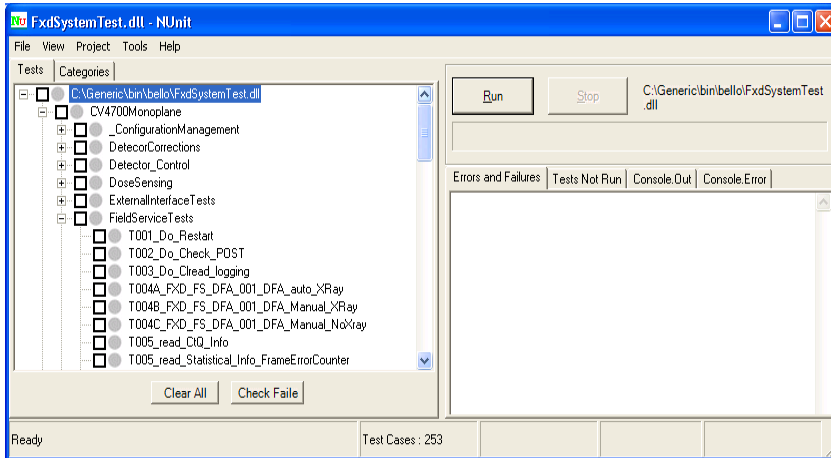 NU FxdSystemTest.dll - NUnit
File View Project Tools Help
Tests Categories
C:\Generic\bin\bello\FxdSystemTest.dll
CV4700Monoplane
_ConfigurationManagement
DetecorCorrections
Detector_Control
DoseSensing
ExternalInterfaceTests
FieldServiceTests
T001_Do_Restart
T002_Do_Check_POST
T003_Do_Clread_logging
T004A_FXD_FS_DFA_001_DFA_auto_XRay
T004B_FXD_FS_DFA_001_DFA_Manual_XRay
T004C_FXD_FS_DFA_001_DFA_Manual_NoXray
T005_read_CtQ_Info
T005_read_Statistical_Info_FrameErrorCounter
Clear All Check Faile
Run Stop C:\Generic\bin\bello\FxdSystemTest
.dll
Errors and Failures Tests Not Run Console.Out Console.Error
Ready Test Cases : 253